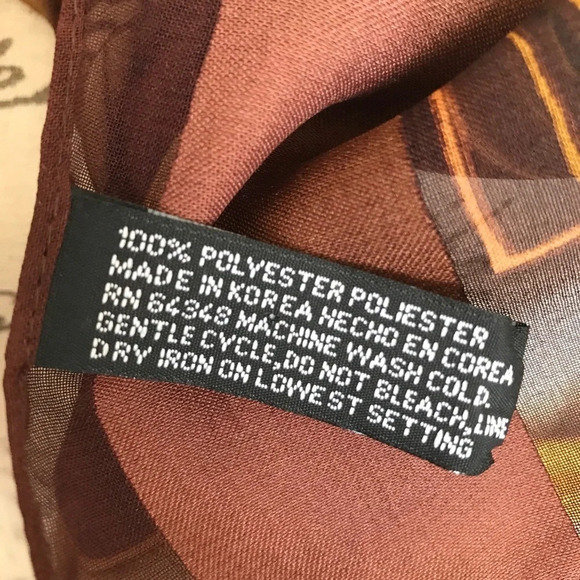 100% POLYESTER POLIESTER
MADE IN KOREA HECHO EN COREA
RN 64348 MACHINE WASH COLD.
GENTLE CYCLE,DO NOT BLEACH, LINE
DRY IRON ON LOWEST SETTING